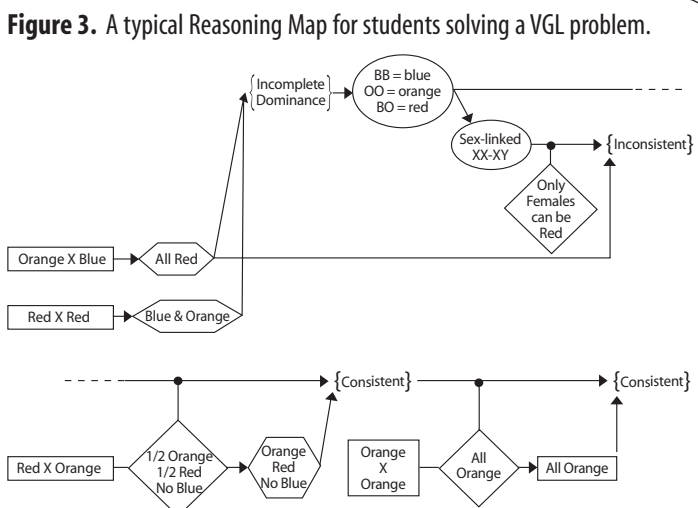 Figure 3. A typical Reasoning Map for students solving a VGL problem.
{Incomplete
Dominance}
BB = blue
OO = orange
BO = red
Sex-linked
XX-XY
{Inconsistent}
Only
Females
can be
Red
Orange X Blue
All Red
Red X Red
Blue & Orange
{Consistent}
{Consistent}
Red X Orange
1/2 Orange
1/2 Red
No Blue
Orange
Red
No Blue
Orange
X
Orange
All
Orange
All Orange